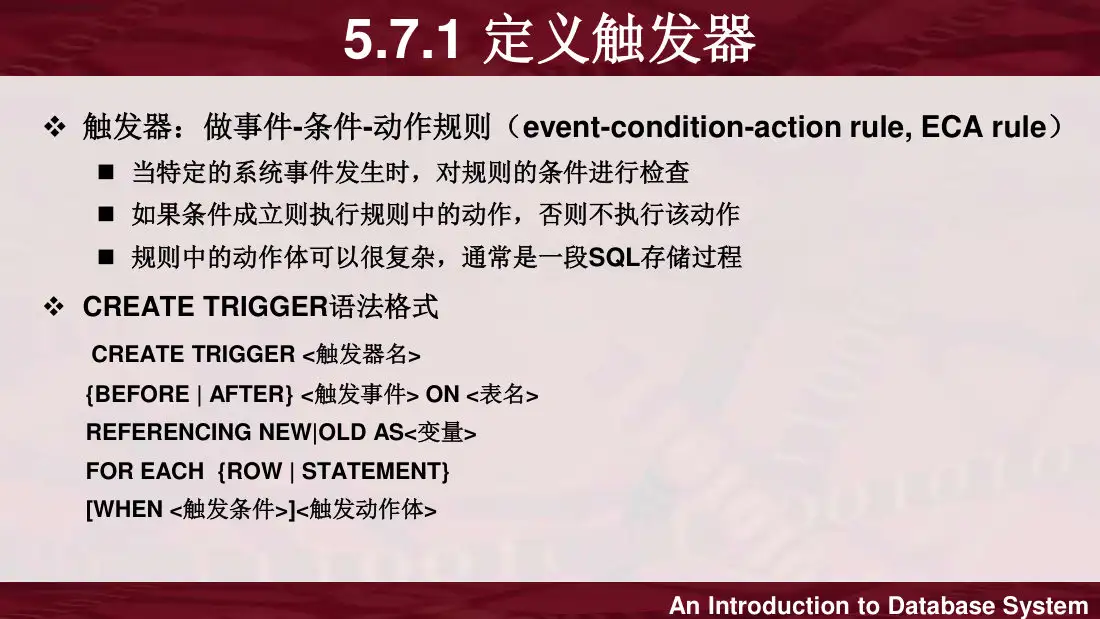 5.7.1 定义触发器
❖ 触发器：做事件-条件-动作规则（event-condition-action rule, ECA rule）
■ 当特定的系统事件发生时，对规则的条件进行检查
■ 如果条件成立则执行规则中的动作，否则不执行该动作
■ 规则中的动作体可以很复杂，通常是一段SQL存储过程
❖ CREATE TRIGGER语法格式
CREATE TRIGGER <触发器名>
{BEFORE | AFTER} <触发事件> ON <表名>
REFERENCING NEW|OLD AS<变量>
FOR EACH {ROW | STATEMENT}
[WHEN <触发条件>]<触发动作体>
An Introduction to Database System